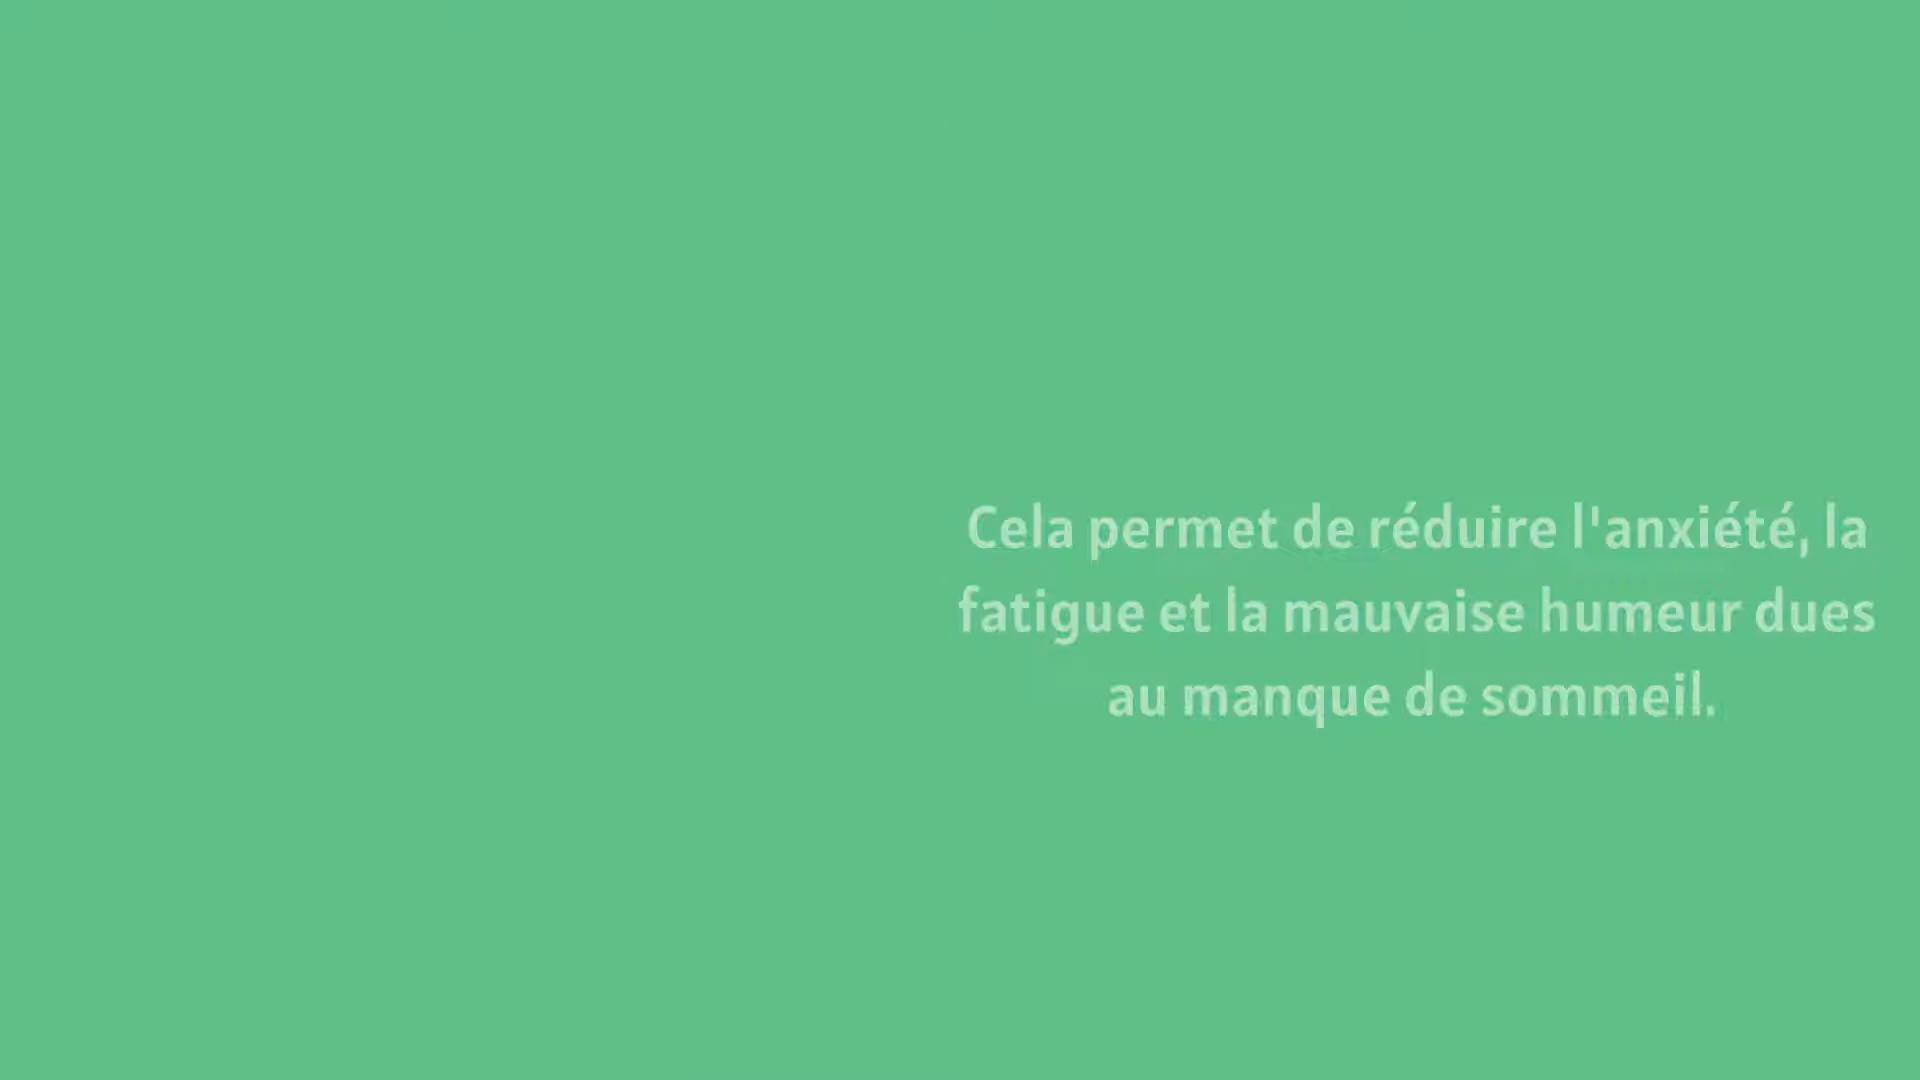 Cela permet de réduire l'anxiété, la
fatigue et la mauvaise humeur dues
au manque de sommeil.